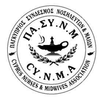 ΠΑΓΚΥΠΡΙΟΣ ΣΥΝΔΕΣΜΟΣ ΝΟΣΗΛΕΥΤΩΝ & ΜΑΙΩΝ
ΠΑ.ΣΥ.Ν.Μ
CY.N.M.A
CYPRUS NURSES & MIDWIVES ASSOCIATION